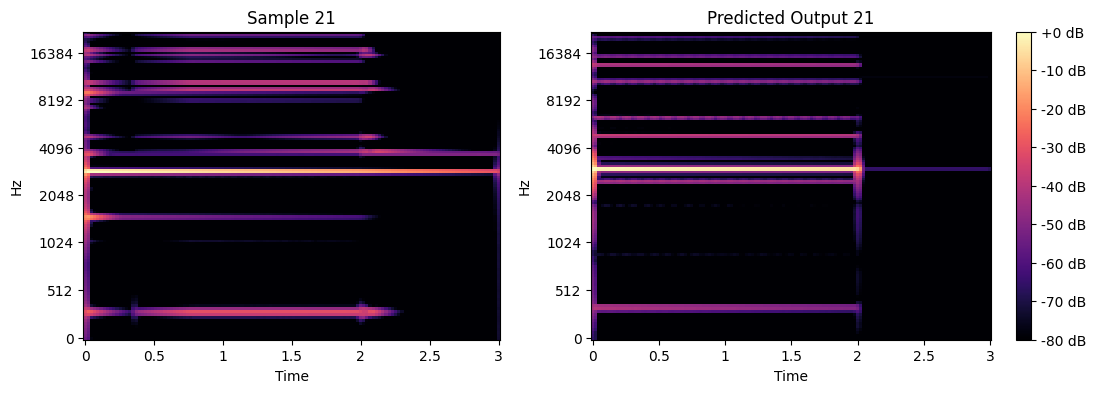 Sample 21
Predicted Output 21
16384
8192
4096
2048
1024
512
0
Hz
0
0.5
1
1.5
2
2.5
3
Time
16384
8192
4096
2048
1024
512
0
Hz
0
0.5
1
1.5
2
2.5
3
Time
+0 dB
-10 dB
-20 dB
-30 dB
-40 dB
-50 dB
-60 dB
-70 dB
-80 dB